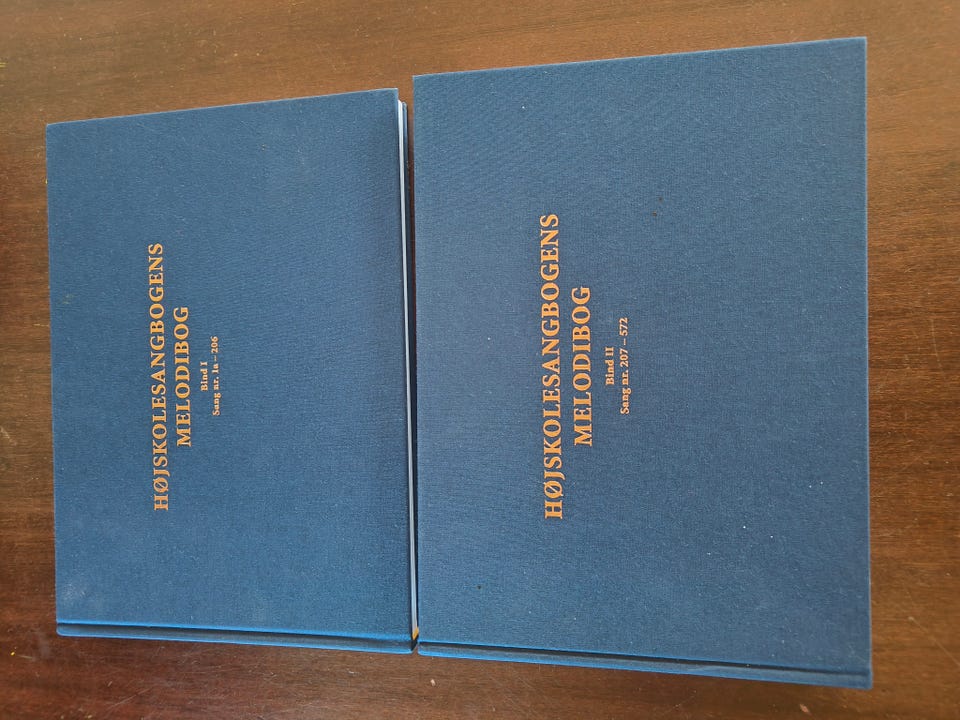 HØJSKOLESANGBOGENS
MELODIBOG
Bind I
Sang nr. 1a – 206
HØJSKOLESANGBOGENS
MELODIBOG
Bind II
Sang nr. 207 – 572